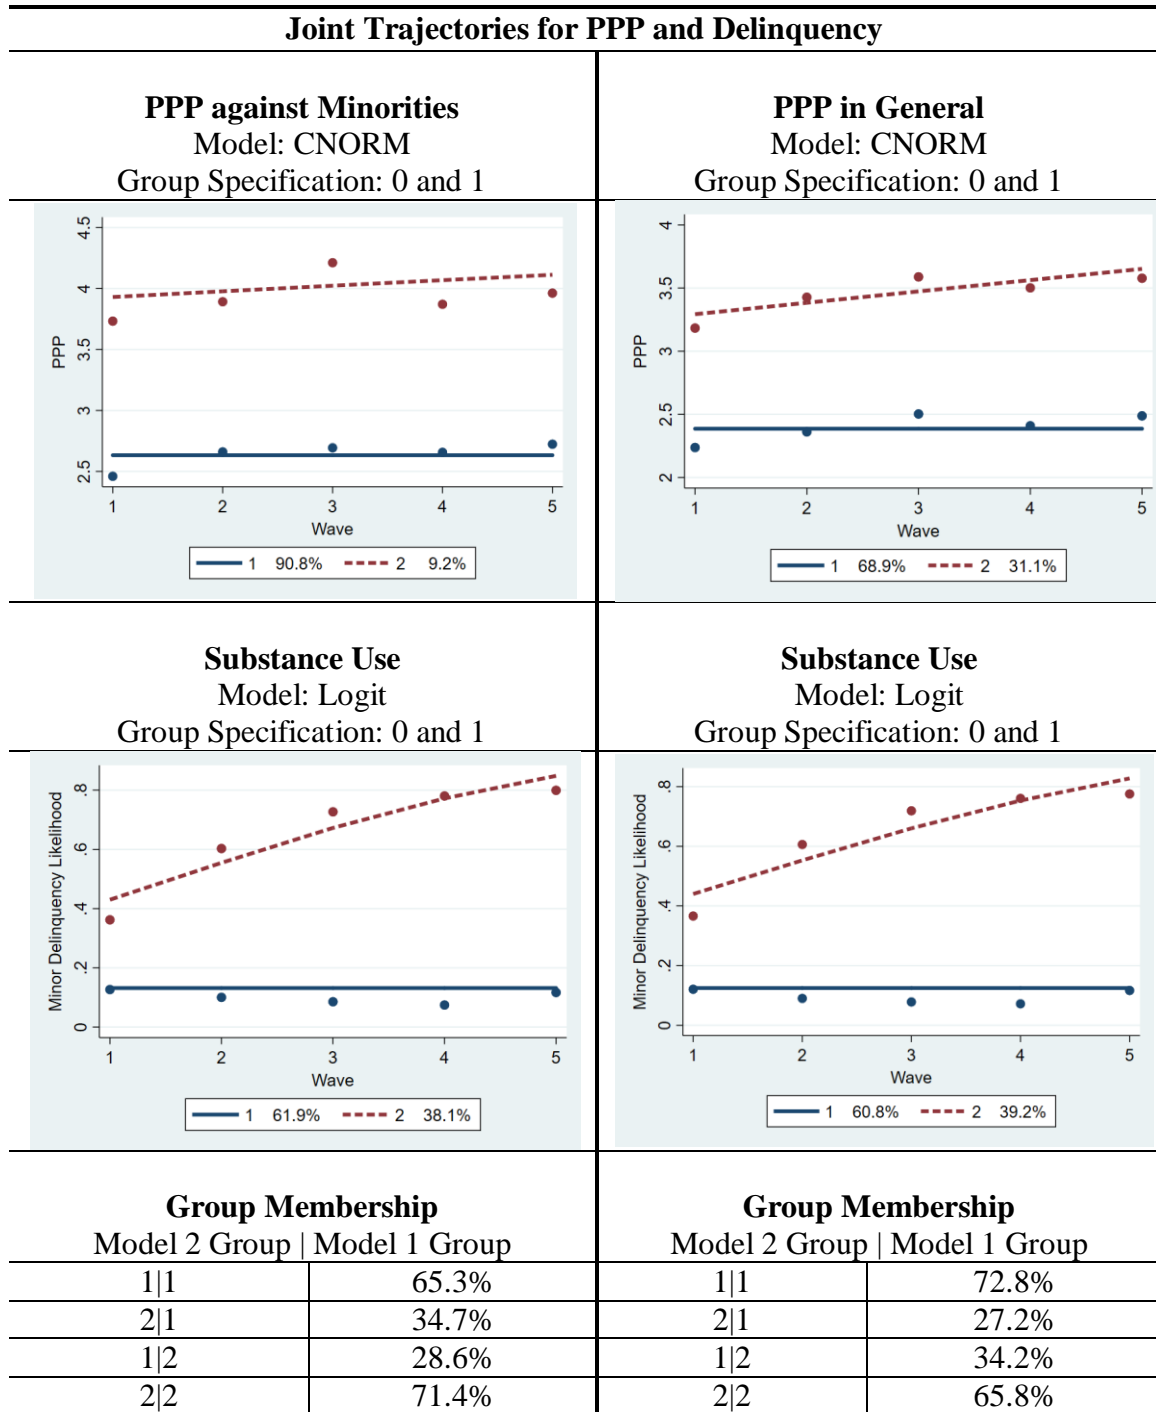 Joint Trajectories for PPP and Delinquency
PPP against Minorities
Model: CNORM
Group Specification: 0 and 1
PPP in General
Model: CNORM
Group Specification: 0 and 1
4.5
4
3.5
3
2.5
PPP
1 2 3 4 5
Wave
1 90.8% 2 9.2%
4
3.5
3
2.5
2
PPP
1 2 3 4 5
Wave
1 68.9% 2 31.1%
Substance Use
Model: Logit
Group Specification: 0 and 1
Substance Use
Model: Logit
Group Specification: 0 and 1
.8
.6
.4
.2
0
Minor Delinquency Likelihood
1 2 3 4 5
Wave
1 61.9% 2 38.1%
.8
.6
.4
.2
0
Minor Delinquency Likelihood
1 2 3 4 5
Wave
1 60.8% 2 39.2%
Group Membership
Model 2 Group | Model 1 Group
1|1 65.3%
2|1 34.7%
1|2 28.6%
2|2 71.4%
Group Membership
Model 2 Group | Model 1 Group
1|1 72.8%
2|1 27.2%
1|2 34.2%
2|2 65.8%